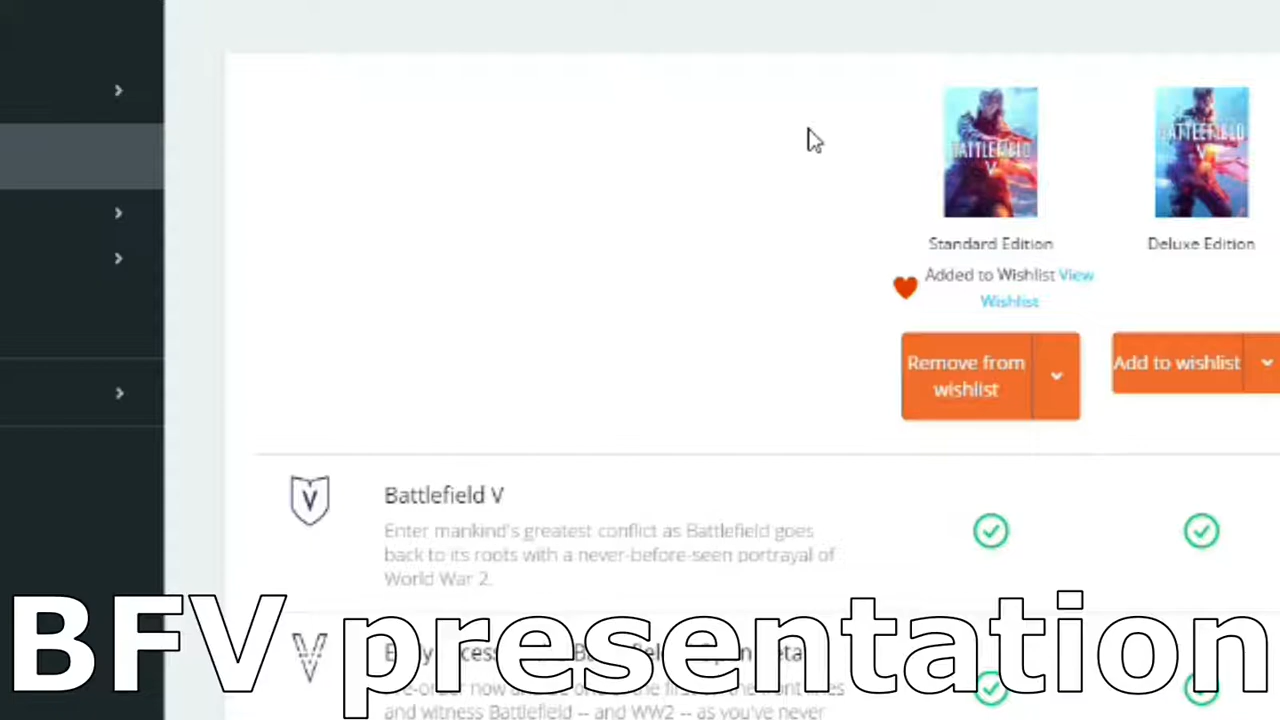 BATTLEFIELD
V
BATTLEFIELD
V
Standard Edition
Deluxe Edition
Added to Wishlist View
Wishlist
Remove from
wishlist
Add to wishlist
V
Battlefield V
Enter mankind's greatest conflict as Battlefield goes
back to its roots with a never-before-seen portrayal of
World War 2.
BFV presentation
and witness Battlefield -- and WW2 -- as you've never